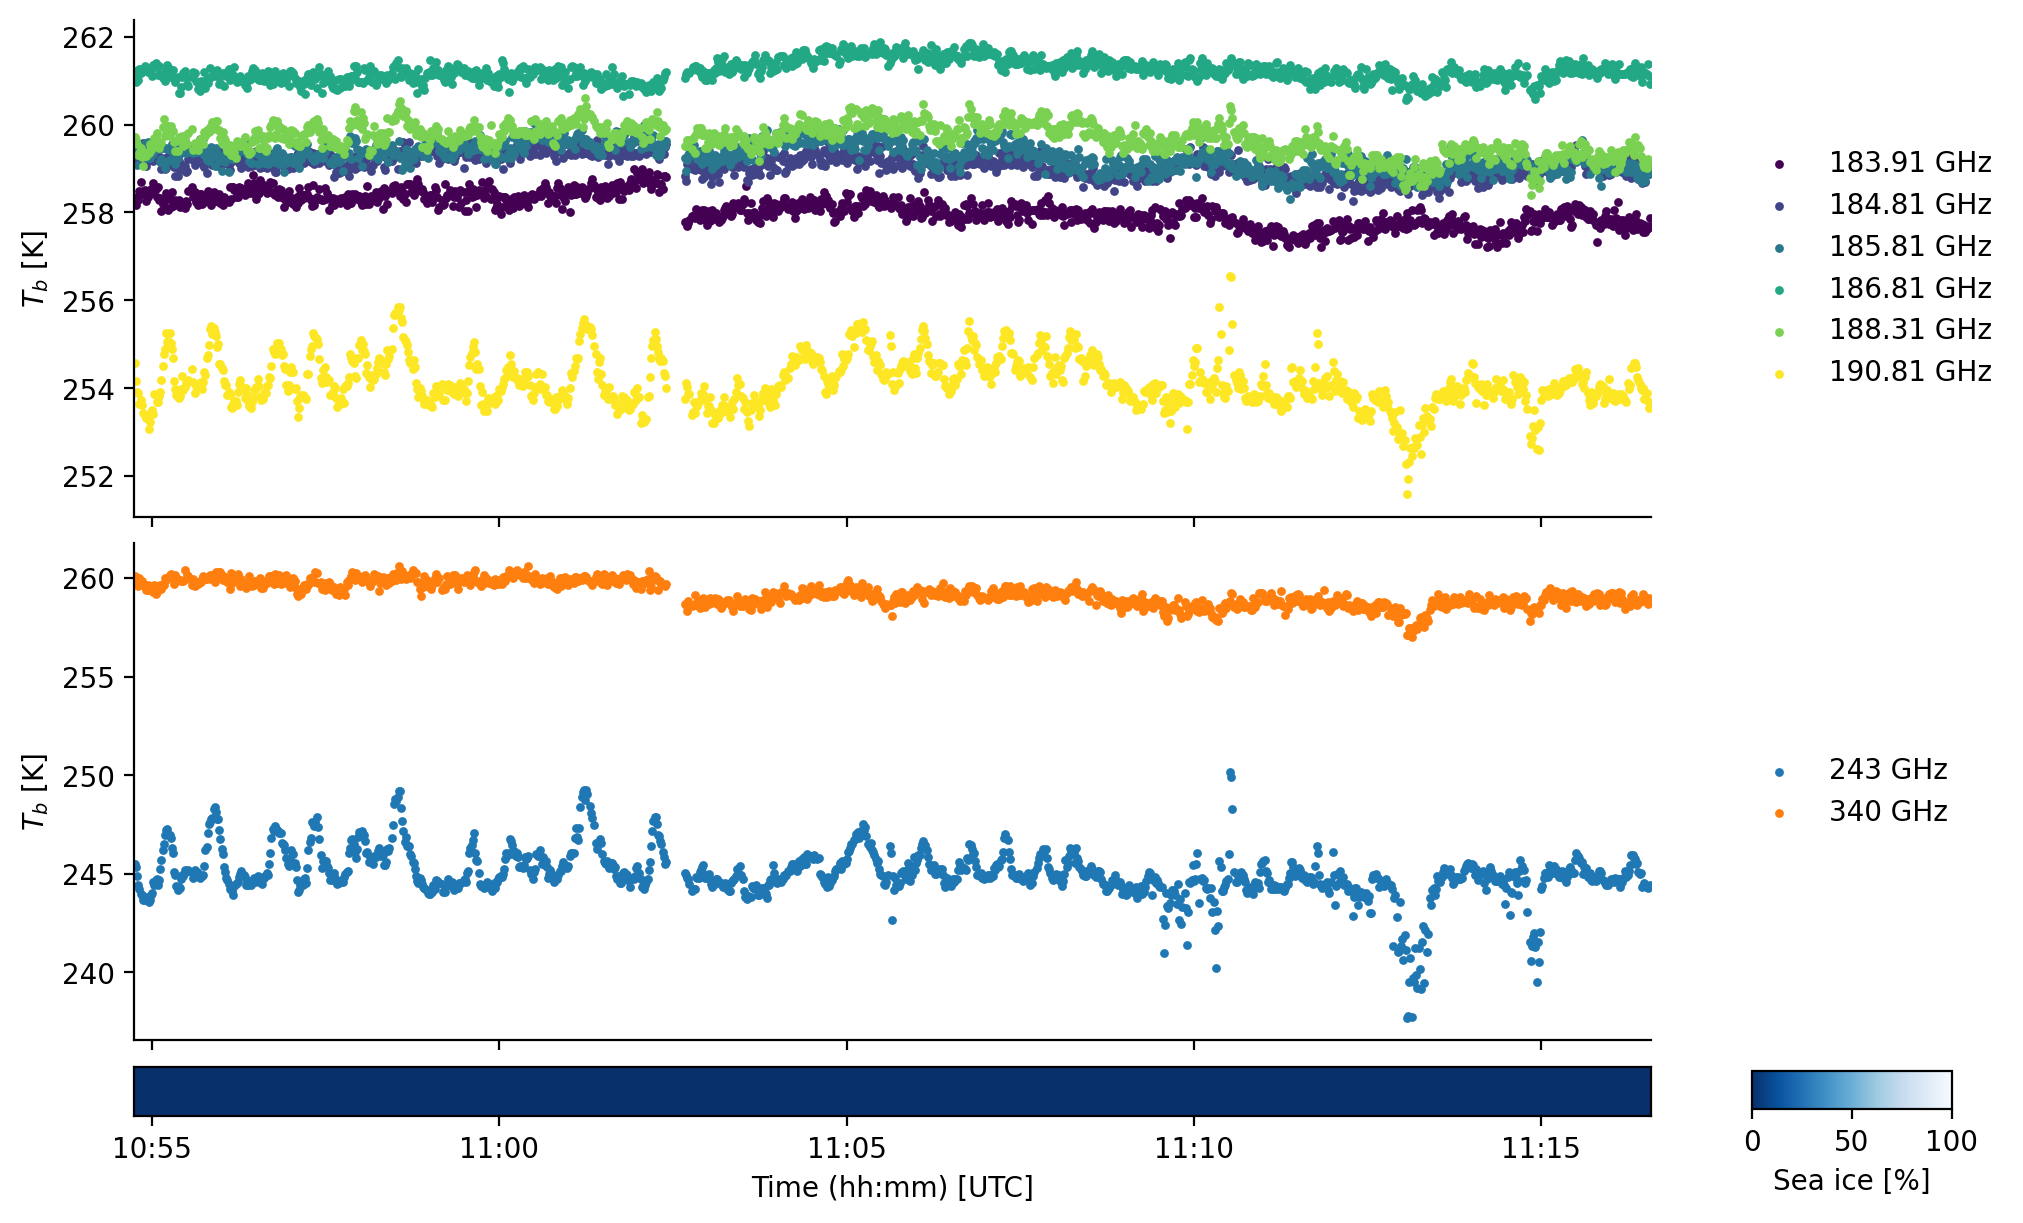 262
260
258
256
254
252
T_b [K]
183.91 GHz
184.81 GHz
185.81 GHz
186.81 GHz
188.31 GHz
190.81 GHz
260
255
250
245
240
T_b [K]
243 GHz
340 GHz
10:55 11:00 11:05 11:10 11:15
Time (hh:mm) [UTC]
0 50 100
Sea ice [%]